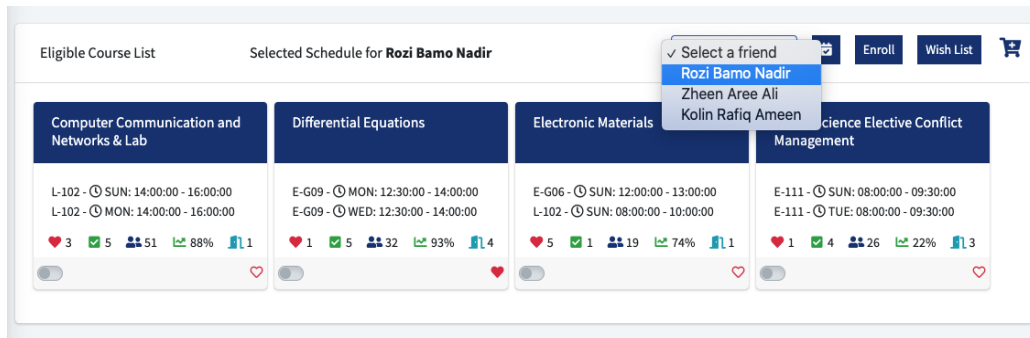 Eligible Course List
Selected Schedule for Rozi Bamo Nadir
✓ Select a friend
Rozi Bamo Nadir
Zheen Aree Ali
Kolin Rafiq Ameen
Enroll
Wish List
Computer Communication and
Networks & Lab
L-102 - SUN: 14:00:00 - 16:00:00
L-102 - MON: 14:00:00 - 16:00:00
3 5 51 88% 1
Differential Equations
E-G09 - MON: 12:30:00 - 14:00:00
E-G09 - WED: 12:30:00 - 14:00:00
1 5 32 93% 4
Electronic Materials
E-G06 - SUN: 12:00:00 - 13:00:00
L-102 - SUN: 08:00:00 - 10:00:00
5 1 19 74% 1
cience Elective Conflict
Management
E-111 - SUN: 08:00:00 - 09:30:00
E-111 - TUE: 08:00:00 - 09:30:00
1 4 26 22% 3